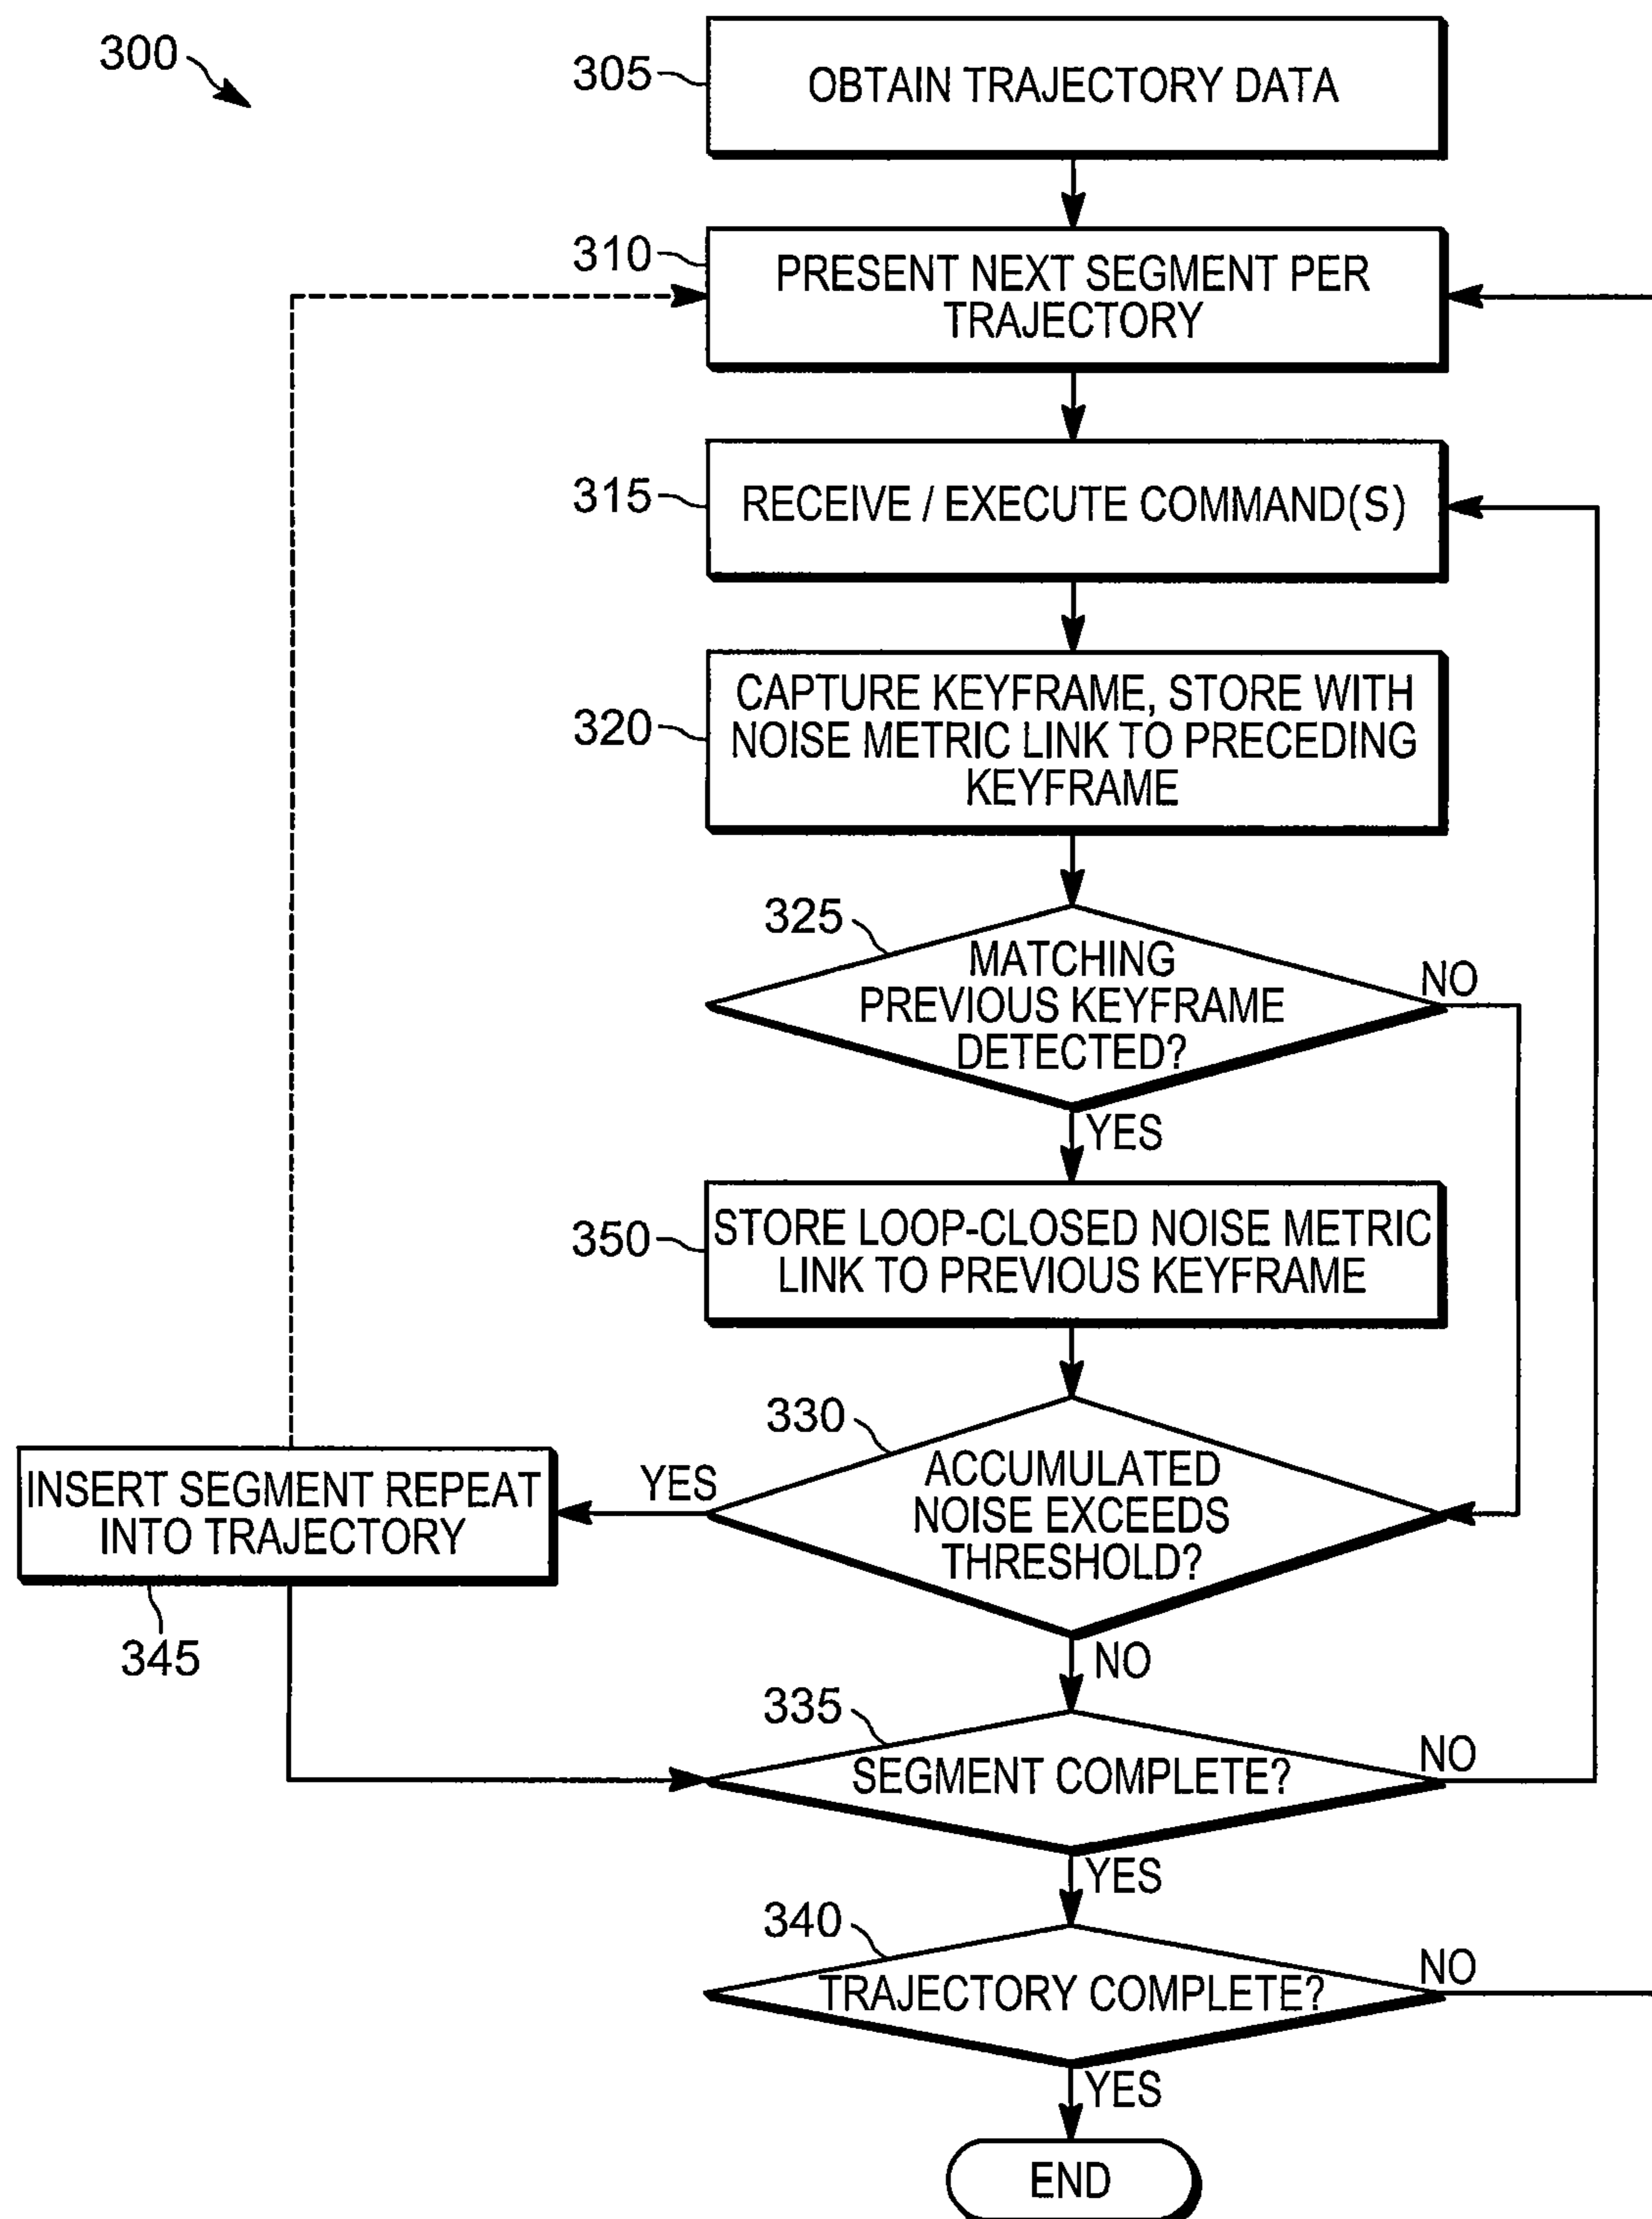 300
305
OBTAIN TRAJECTORY DATA
310
PRESENT NEXT SEGMENT PER
TRAJECTORY
315
RECEIVE / EXECUTE COMMAND(S)
320
CAPTURE KEYFRAME, STORE WITH
NOISE METRIC LINK TO PRECEDING
KEYFRAME
325
MATCHING
PREVIOUS KEYFRAME
DETECTED?
NO
YES
350
STORE LOOP-CLOSED NOISE METRIC
LINK TO PREVIOUS KEYFRAME
330
ACCUMULATED
NOISE EXCEEDS
THRESHOLD?
YES
INSERT SEGMENT REPEAT
INTO TRAJECTORY
345
NO
335
SEGMENT COMPLETE?
NO
YES
340
TRAJECTORY COMPLETE?
NO
YES
END